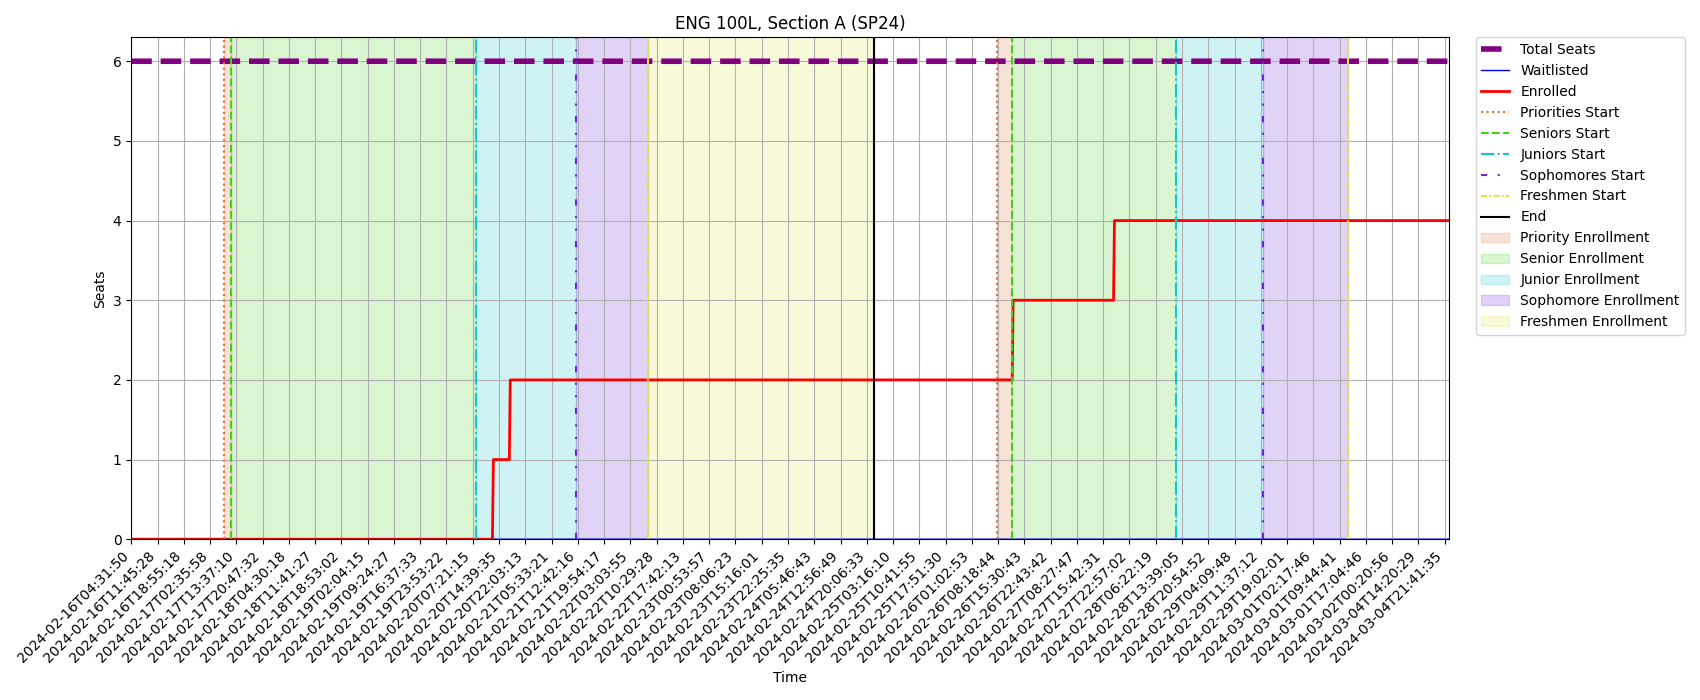 ENG 100L, Section A (SP24)
Seats
6
5
4
3
2
1
0
2024-02-16T04:31:50
2024-02-16T11:45:28
2024-02-16T18:55:18
2024-02-17T02:35:58
2024-02-17T13:37:10
2024-02-17T20:47:32
2024-02-18T04:30:18
2024-02-18T11:41:27
2024-02-18T18:53:02
2024-02-19T02:04:15
2024-02-19T09:24:27
2024-02-19T16:37:33
2024-02-19T23:53:22
2024-02-20T07:21:15
2024-02-20T14:39:35
2024-02-20T22:03:13
2024-02-21T05:33:21
2024-02-21T12:42:16
2024-02-21T19:54:17
2024-02-22T03:03:55
2024-02-22T10:29:28
2024-02-22T17:42:13
2024-02-23T00:53:57
2024-02-23T08:06:23
2024-02-23T15:16:01
2024-02-23T22:25:35
2024-02-24T05:46:43
2024-02-24T12:56:49
2024-02-24T20:06:33
2024-02-25T03:16:10
2024-02-25T10:41:55
2024-02-25T17:51:30
2024-02-26T01:02:53
2024-02-26T08:18:44
2024-02-26T15:30:43
2024-02-26T22:43:42
2024-02-27T08:27:47
2024-02-27T15:42:31
2024-02-27T22:57:02
2024-02-28T06:22:19
2024-02-28T13:39:05
2024-02-28T20:54:52
2024-02-29T04:09:48
2024-02-29T11:37:12
2024-02-29T19:02:01
2024-03-01T02:17:46
2024-03-01T09:44:41
2024-03-01T17:04:46
2024-03-02T00:20:56
2024-03-04T14:20:29
2024-03-04T21:41:35
Time
Total Seats
Waitlisted
Enrolled
Priorities Start
Seniors Start
Juniors Start
Sophomores Start
Freshmen Start
End
Priority Enrollment
Senior Enrollment
Junior Enrollment
Sophomore Enrollment
Freshmen Enrollment